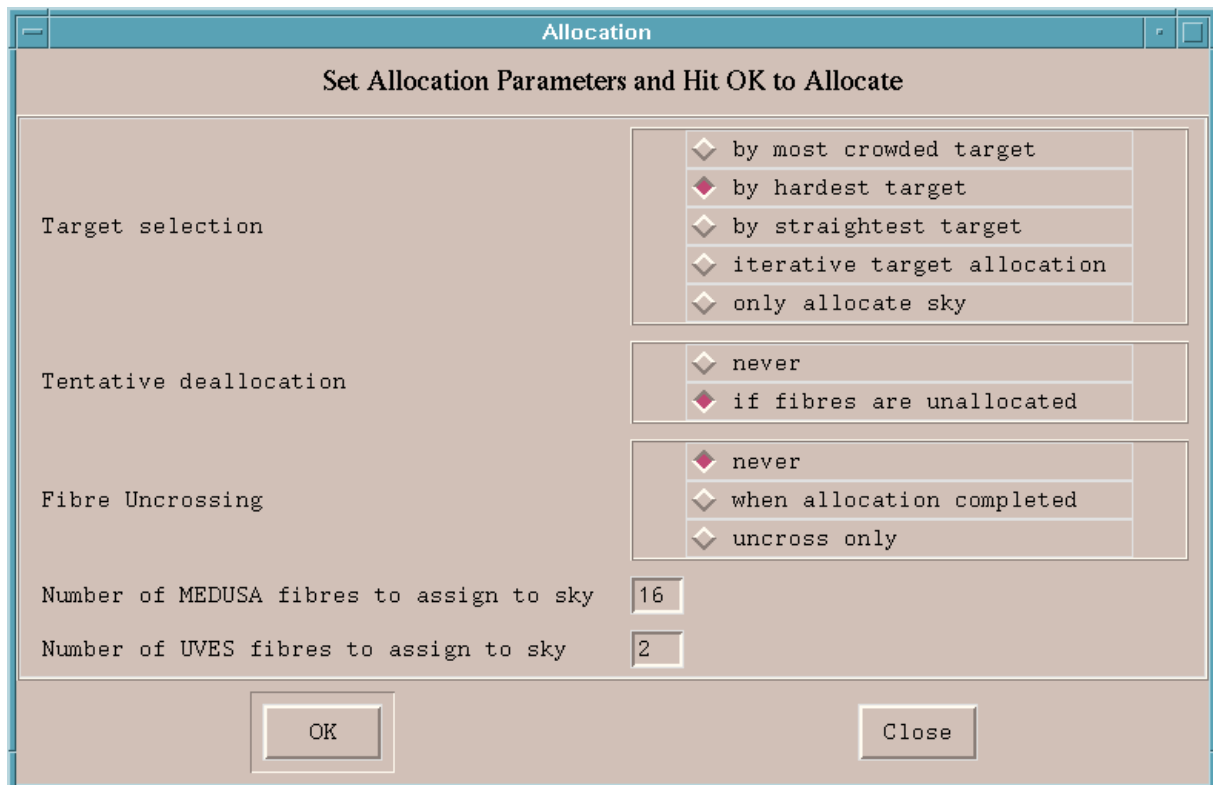 Allocation
Set Allocation Parameters and Hit OK to Allocate
by most crowded target
by hardest target
Target selection
by straightest target
iterative target allocation
only allocate sky
never
Tentative deallocation
if fibres are unallocated
never
Fibre Uncrossing
when allocation completed
uncross only
Number of MEDUSA fibres to assign to sky 16
Number of UVES fibres to assign to sky 2
OK Close